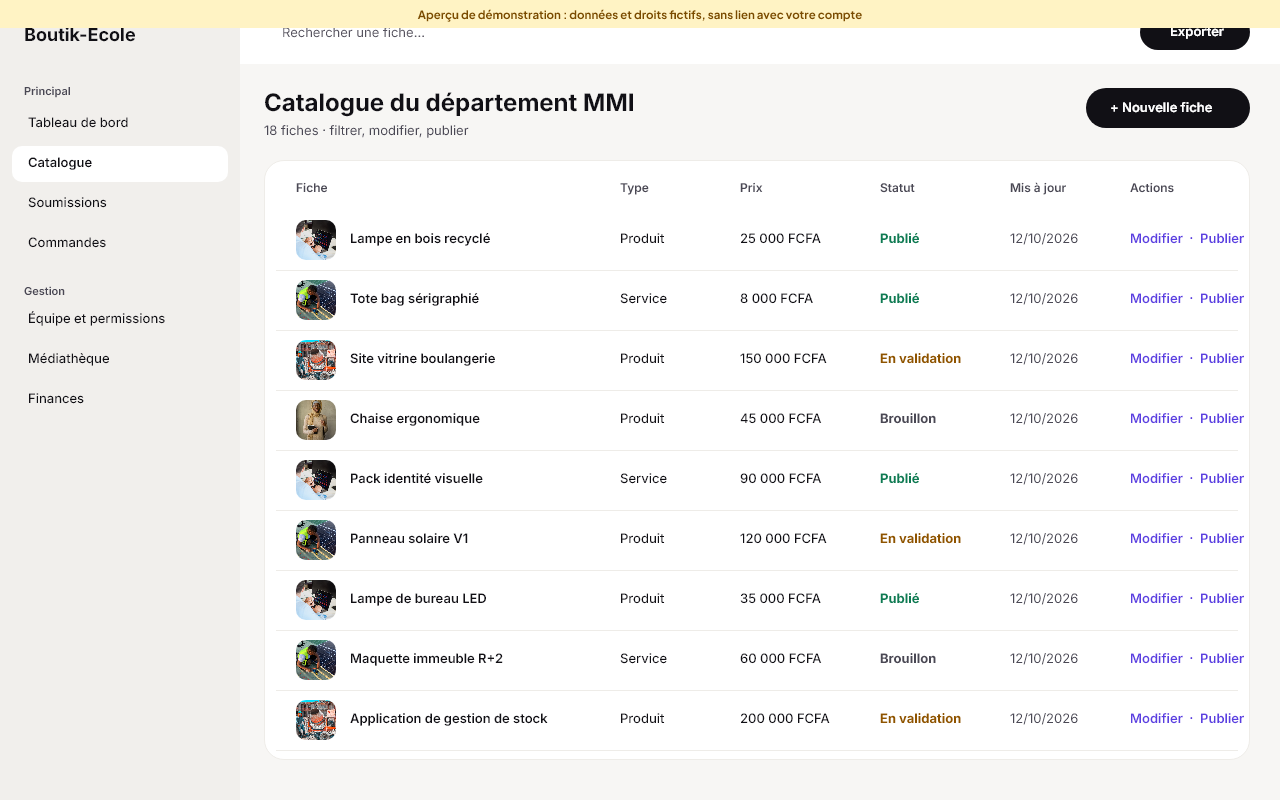 Aperçu de démonstration : données et droits fictifs, sans lien avec votre compte
Boutik-Ecole
Rechercher une fiche...
Exporter
Principal
Tableau de bord
Catalogue
Soumissions
Commandes
Gestion
Équipe et permissions
Médiathèque
Finances
Catalogue du département MMI
18 fiches · filtrer, modifier, publier
+ Nouvelle fiche
Fiche Type Prix Statut Mis à jour Actions
Lampe en bois recyclé Produit 25 000 FCFA Publié 12/10/2026 Modifier · Publier
Tote bag sérigraphié Service 8 000 FCFA Publié 12/10/2026 Modifier · Publier
Site vitrine boulangerie Produit 150 000 FCFA En validation 12/10/2026 Modifier · Publier
Chaise ergonomique Produit 45 000 FCFA Brouillon 12/10/2026 Modifier · Publier
Pack identité visuelle Service 90 000 FCFA Publié 12/10/2026 Modifier · Publier
Panneau solaire V1 Produit 120 000 FCFA En validation 12/10/2026 Modifier · Publier
Lampe de bureau LED Produit 35 000 FCFA Publié 12/10/2026 Modifier · Publier
Maquette immeuble R+2 Service 60 000 FCFA Brouillon 12/10/2026 Modifier · Publier
Application de gestion de stock Produit 200 000 FCFA En validation 12/10/2026 Modifier · Publier